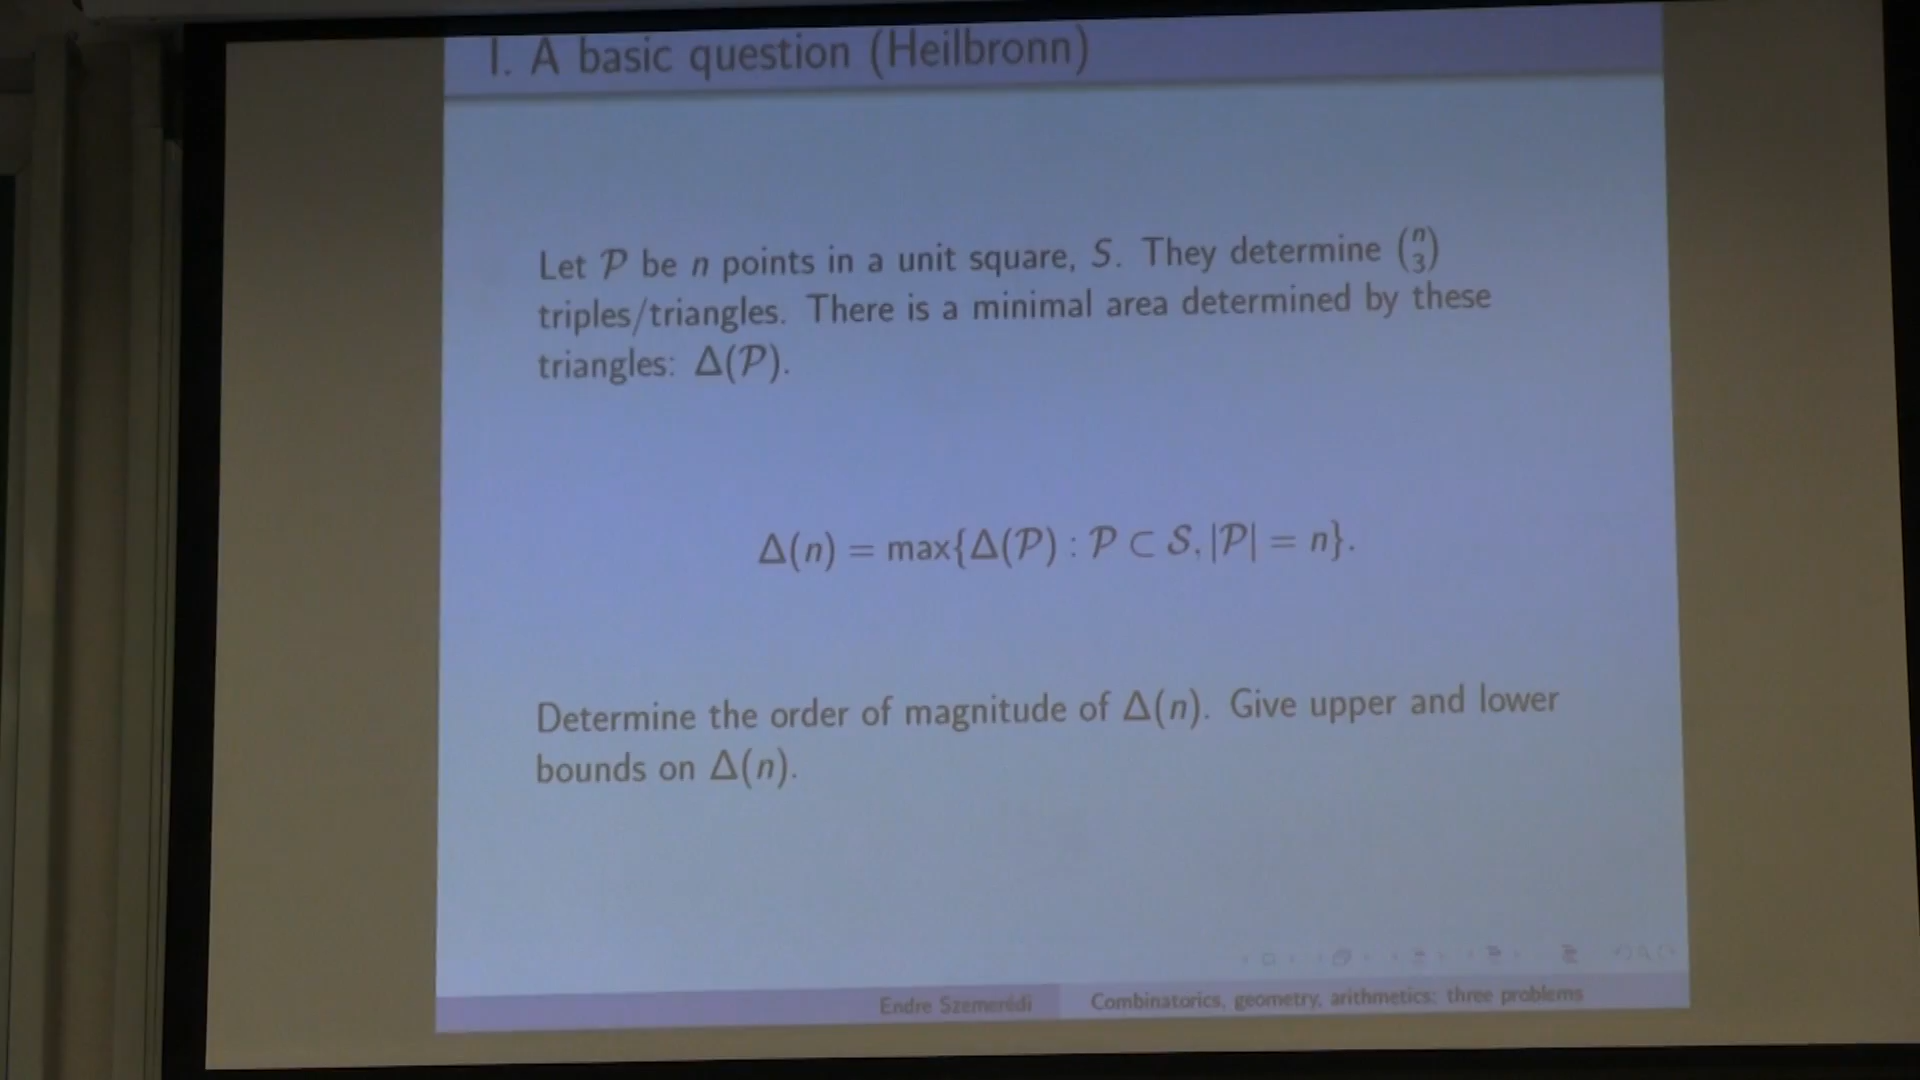 I. A basic question (Heilbronn)
Let 𝒫 be n points in a unit square, S. They determine (n 3)
triples/triangles. There is a minimal area determined by these
triangles: Δ(𝒫).
Δ(n) = max{Δ(𝒫) : 𝒫 ⊂ 𝒮, |𝒫| = n}.
Determine the order of magnitude of Δ(n). Give upper and lower
bounds on Δ(n).
Endre Szemerédi Combinatorics, geometry, arithmetics: three problems